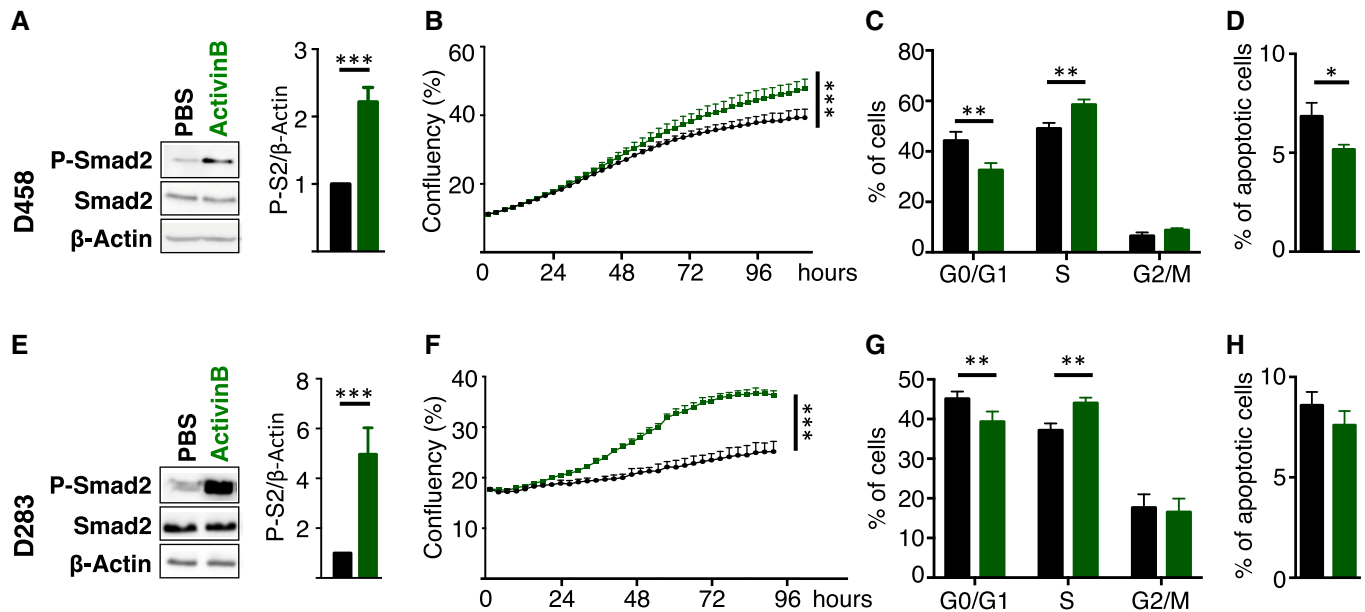 A
PBS
ActivinB
D458
P-Smad2
Smad2
β-Actin
P-S2/β-Actin
3
2
1
0
***
B
Confluency (%)
60
40
20
0
0 24 48 72 96 hours
***
C
% of cells
80
60
40
20
0
** **
G0/G1 S G2/M
D
% of apoptotic cells
10
5
0
*
E
PBS
ActivinB
D283
P-Smad2
Smad2
β-Actin
P-S2/β-Actin
8
6
4
2
***
F
Confluency (%)
40
30
20
10
0
0 24 48 72 96 hours
***
G
% of cells
50
40
30
20
10
0
** **
G0/G1 S G2/M
H
% of apoptotic cells
10
5
0